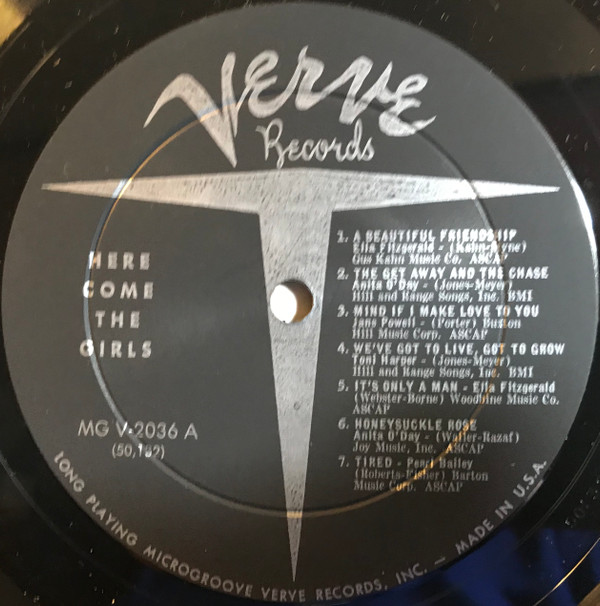 Verve
Records
HERE
COME
THE
GIRLS
MG V-2036 A
(50,152)
1. A BEAUTIFUL FRIENDSHIP
Ella Fitzgerald - (Kahn-Styne)
Gus Kahn Music Co. ASCAP
2. THE GET AWAY AND THE CHASE
Anita O'Day - (Jones-Meyer)
Hill and Range Songs, Inc. BMI
3. MIND IF I MAKE LOVE TO YOU
Jane Powell - (Porter) Buxton
Hill Music Corp. ASCAP
4. WE'VE GOT TO LIVE, GOT TO GROW
Toni Harper - (Jones-Meyer)
Hill and Range Songs, Inc. BMI
5. IT'S ONLY A MAN - Ella Fitzgerald
(Webster-Borne) Woodbine Music Co.
ASCAP
6. HONEYSUCKLE ROSE
Anita O'Day - (Waller-Razaf)
Joy Music, Inc. ASCAP
7. TIRED - Pearl Bailey
(Roberts-Fisher) Barton
Music Corp. ASCAP
LONG PLAYING MICROGROOVE VERVE RECORDS, INC. — MADE IN U.S.A.